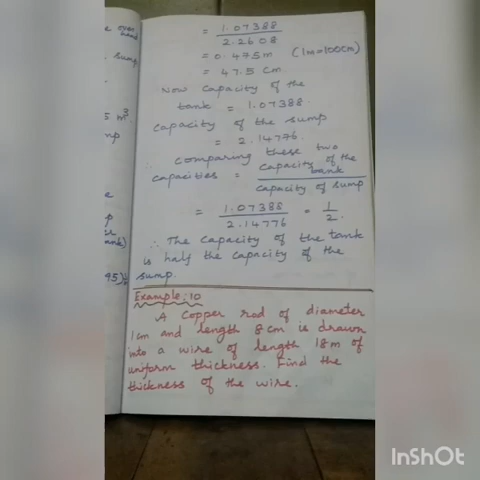 = 1.07388
2.2608
= 0.475m (1m=100cm)
= 47.5 cm.
Now capacity of the
tank = 1.07388.
capacity of the sump
= 2.14776.
∴ comparing these two
capacities = capacity of the tank
capacity of sump
= 1.07388 = 1
2.14776 2.
∴ The capacity of the tank
is half the capacity of the
sump.
Example:10
A copper rod of diameter
1cm and length 8cm is drawn
into a wire of length 18m of
uniform thickness. Find the
thickness of the wire.
sump
InShOt